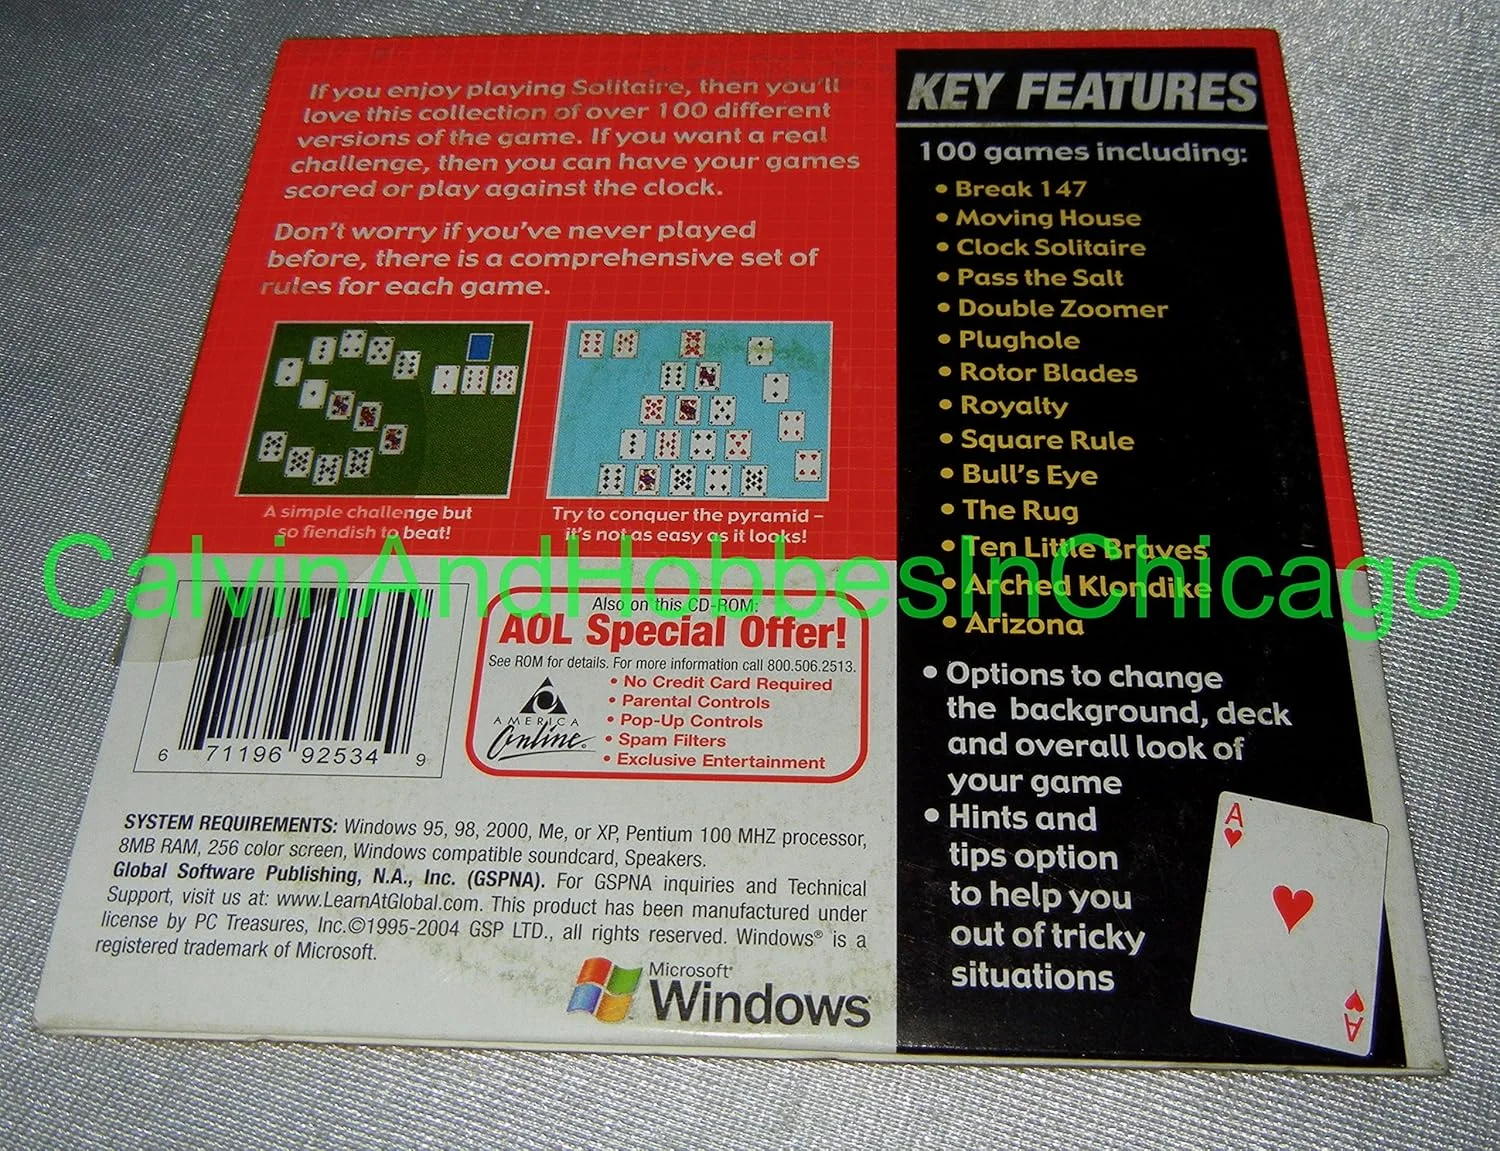 If you enjoy playing Solitaire, then you'll
love this collection of over 100 different
versions of the game. If you want a real
challenge, then you can have your games
scored or play against the clock.
Don't worry if you've never played
before, there is a comprehensive set of
rules for each game.
A simple challenge but
so fiendish to beat!
Try to conquer the pyramid –
it's not as easy as it looks!
KEY FEATURES
100 games including:
• Break 147
• Moving House
• Clock Solitaire
• Pass the Salt
• Double Zoomer
• Plughole
• Rotor Blades
• Royalty
• Square Rule
• Bull's Eye
• The Rug
• Ten Little Braves
• Arched Klondike
• Arizona
• Options to change
the background, deck
and overall look of
your game
• Hints and
tips option
to help you
out of tricky
situations
A
A
CalvinAndHobbesInChicago
6 71196 92534 9
Also on this CD-ROM:
AOL Special Offer!
See ROM for details. For more information call 800.506.2513.
AMERICA
Online®
• No Credit Card Required
• Parental Controls
• Pop-Up Controls
• Spam Filters
• Exclusive Entertainment
SYSTEM REQUIREMENTS: Windows 95, 98, 2000, Me, or XP, Pentium 100 MHZ processor,
8MB RAM, 256 color screen, Windows compatible soundcard, Speakers.
Global Software Publishing, N.A., Inc. (GSPNA). For GSPNA inquiries and Technical
Support, visit us at: www.LearnAtGlobal.com. This product has been manufactured under
license by PC Treasures, Inc.©1995-2004 GSP LTD., all rights reserved. Windows® is a
registered trademark of Microsoft.
Microsoft®
Windows